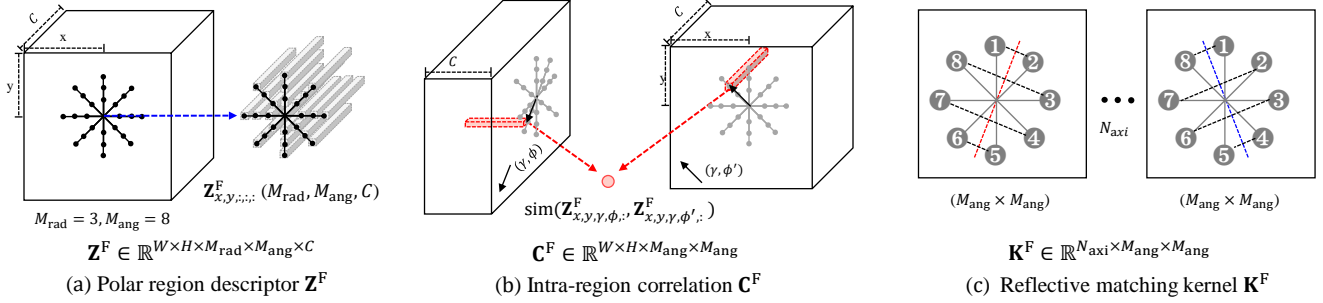 C
x
y
𝐙^F_{x,y,:,:,:} (M_rad, M_ang, C)
M_rad = 3, M_ang = 8
𝐙^F ∈ ℝ^{W×H×M_rad×M_ang×C}
(a) Polar region descriptor 𝐙^F
C
(γ, ϕ)
C
x
y
(γ, ϕ′)
sim(𝐙^F_{x,y,γ,ϕ,:}, 𝐙^F_{x,y,γ,ϕ′,:})
𝐂^F ∈ ℝ^{W×H×M_ang×M_ang}
(b) Intra-region correlation 𝐂^F
1
2
3
4
5
6
7
8
(M_ang × M_ang)
N_axi
1
2
3
4
5
6
7
8
(M_ang × M_ang)
𝐊^F ∈ ℝ^{N_axi×M_ang×M_ang}
(c) Reflective matching kernel 𝐊^F